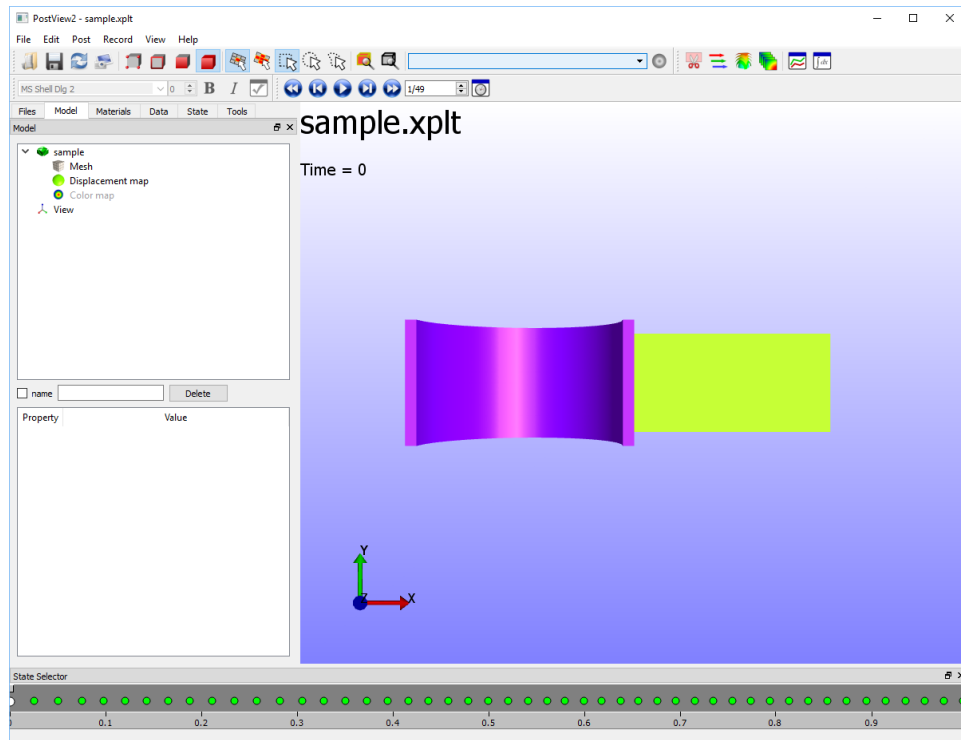 PostView2 - sample.xplt
File Edit Post Record View Help
MS Shell Dlg 2 0 B I 1/49
Files Model Materials Data State Tools
Model
sample.xplt
Time = 0
sample
Mesh
Displacement map
Color map
View
name Delete
Property Value
Y
Z X
State Selector
0.1 0.2 0.3 0.4 0.5 0.6 0.7 0.8 0.9